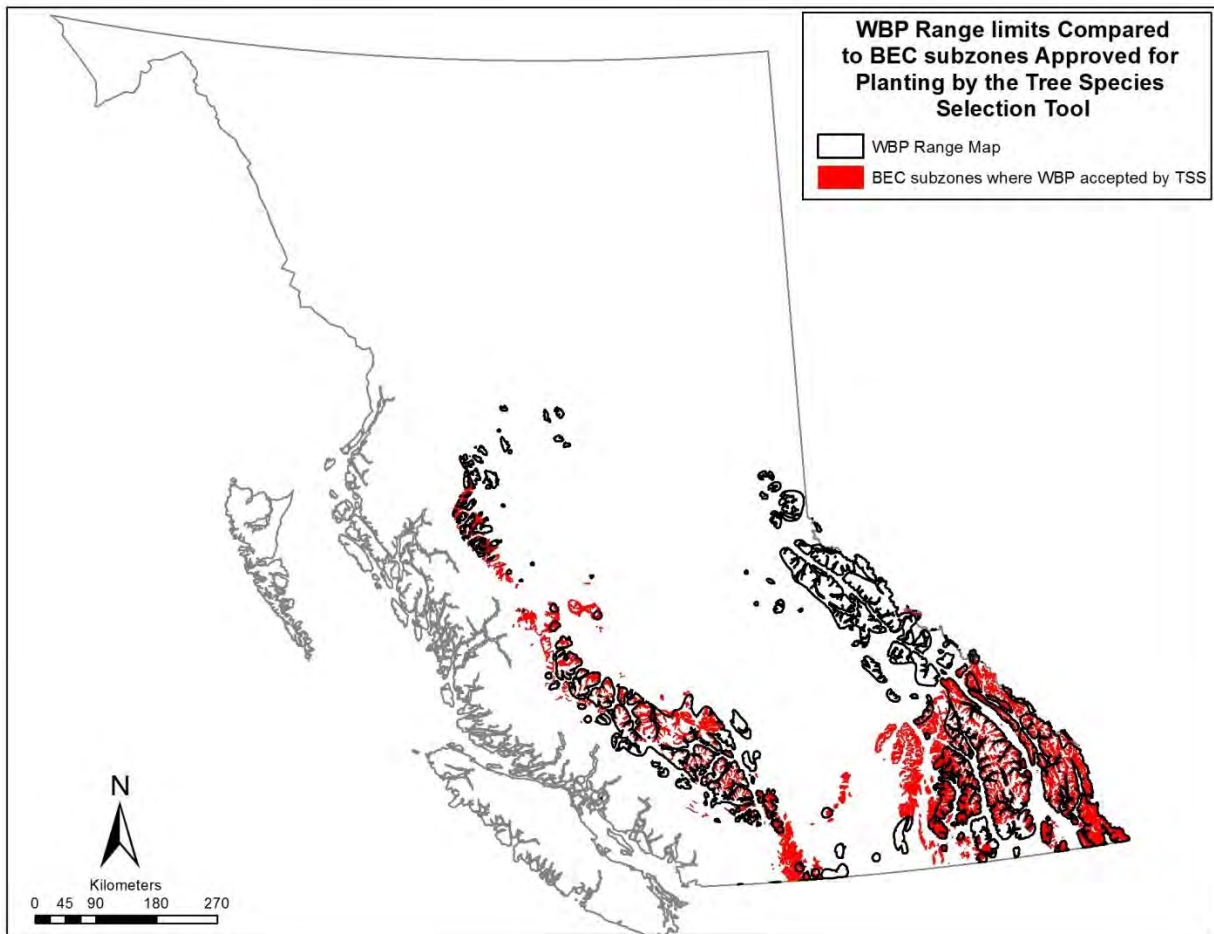 WBP Range limits Compared
to BEC subzones Approved for
Planting by the Tree Species
Selection Tool
WBP Range Map
BEC subzones where WBP accepted by TSS
N
Kilometers
0 45 90 180 270